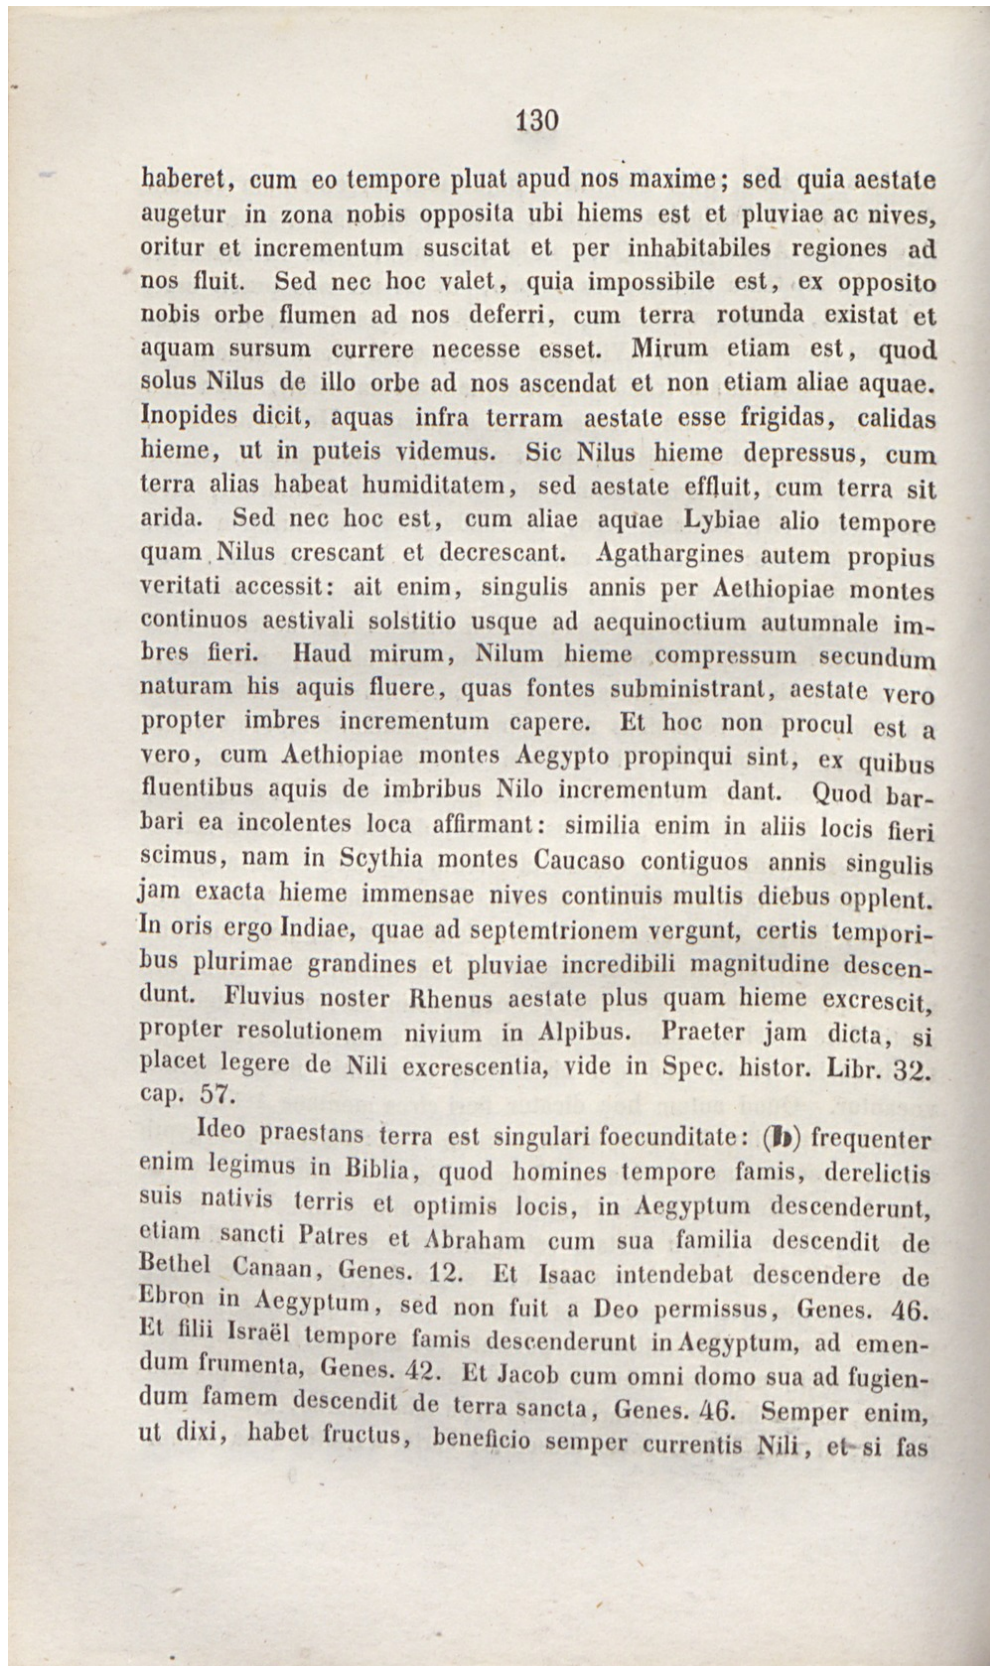 130
haberet, cum eo tempore pluat apud nos maxime; sed quia aestate
augetur in zona nobis opposita ubi hiems est et pluviae ac nives,
oritur et incrementum suscitat et per inhabitabiles regiones ad
nos fluit. Sed nec hoc valet, quia impossibile est, ex opposito
nobis orbe flumen ad nos deferri, cum terra rotunda existat et
aquam sursum currere necesse esset. Mirum etiam est, quod
solus Nilus de illo orbe ad nos ascendat et non etiam aliae aquae.
Inopides dicit, aquas infra terram aestate esse frigidas, calidas
hieme, ut in puteis videmus. Sic Nilus hieme depressus, cum
terra alias habeat humiditatem, sed aestate effluit, cum terra sit
arida. Sed nec hoc est, cum aliae aquae Lybiae alio tempore
quam Nilus crescant et decrescant. Agathargines autem propius
veritati accessit: ait enim, singulis annis per Aethiopiae montes
continuos aestivali solstitio usque ad aequinoctium autumnale im-
bres fieri. Haud mirum, Nilum hieme compressum secundum
naturam his aquis fluere, quas fontes subministrant, aestate vero
propter imbres incrementum capere. Et hoc non procul est a
vero, cum Aethiopiae montes Aegypto propinqui sint, ex quibus
fluentibus aquis de imbribus Nilo incrementum dant. Quod bar-
bari ea incolentes loca affirmant: similia enim in aliis locis fieri
scimus, nam in Scythia montes Caucaso contiguos annis singulis
jam exacta hieme immensae nives continuis multis diebus opplent.
In oris ergo Indiae, quae ad septemtrionem vergunt, certis tempori-
bus plurimae grandines et pluviae incredibili magnitudine descen-
dunt. Fluvius noster Rhenus aestate plus quam hieme excrescit,
propter resolutionem nivium in Alpibus. Praeter jam dicta, si
placet legere de Nili excrescentia, vide in Spec. histor. Libr. 32.
cap. 57.
Ideo praestans terra est singulari foecunditate: (b) frequenter
enim legimus in Biblia, quod homines tempore famis, derelictis
suis nativis terris et optimis locis, in Aegyptum descenderunt,
etiam sancti Patres et Abraham cum sua familia descendit de
Bethel Canaan, Genes. 12. Et Isaac intendebat descendere de
Ebron in Aegyptum, sed non fuit a Deo permissus, Genes. 46.
Et filii Israël tempore famis descenderunt in Aegyptum, ad emen-
dum frumenta, Genes. 42. Et Jacob cum omni domo sua ad fugien-
dum famem descendit de terra sancta, Genes. 46. Semper enim,
ut dixi, habet fructus, beneficio semper currentis Nili, et si fas